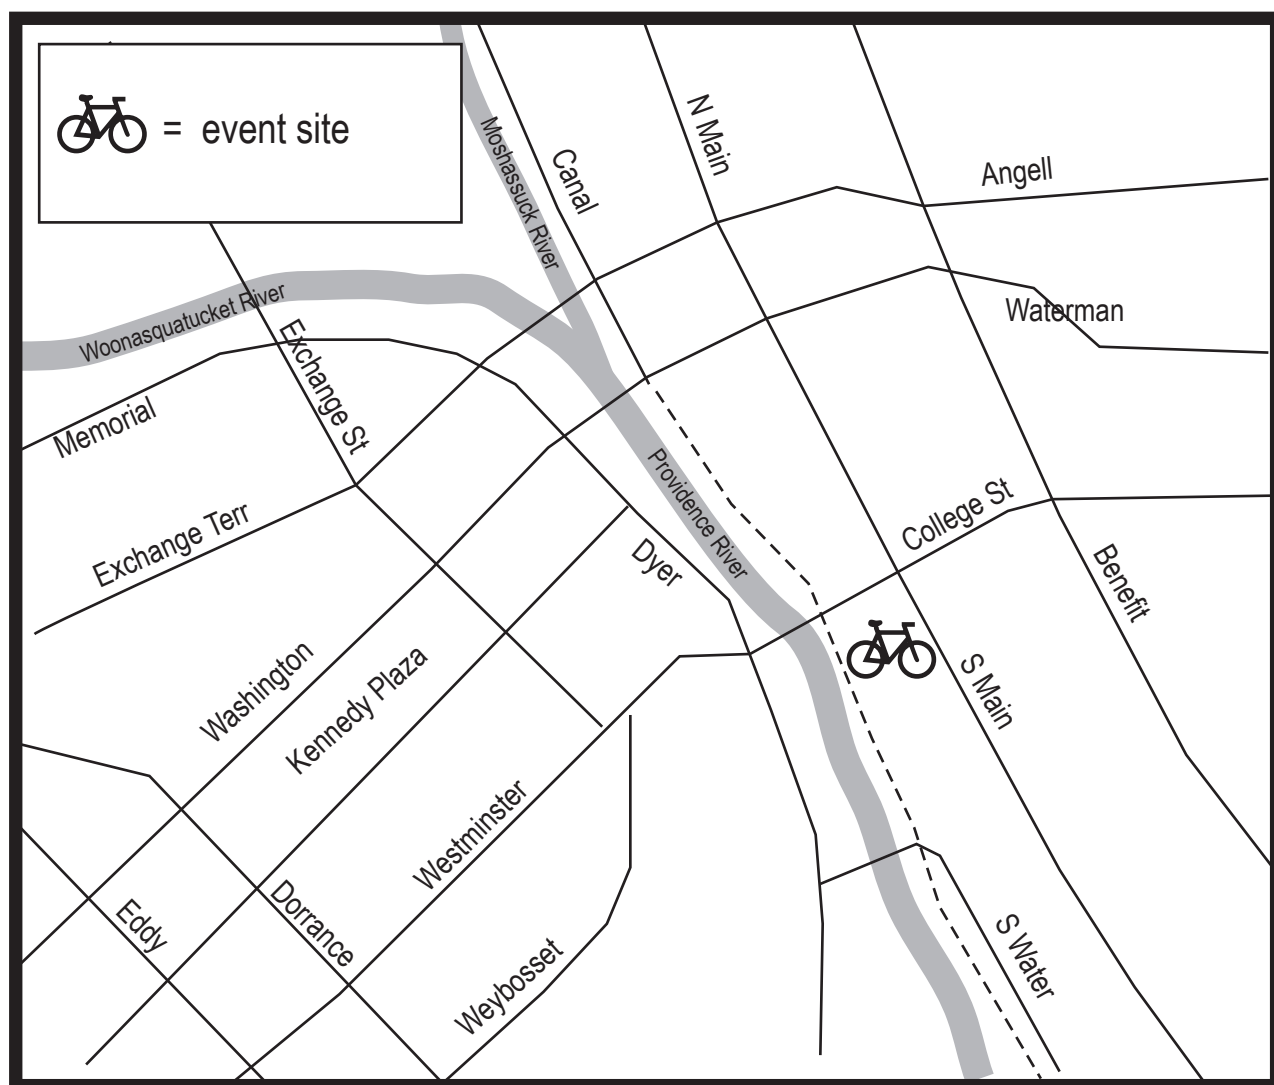 = event site
N Main
Moshassuck River
Canal
Angell
Woonasquatucket River
Waterman
Exchange St
Memorial
Providence River
College St
Exchange Terr
Dyer
Benefit
Washington
Kennedy Plaza
S Main
Westminster
Eddy
Dorrance
S Water
Weybosset